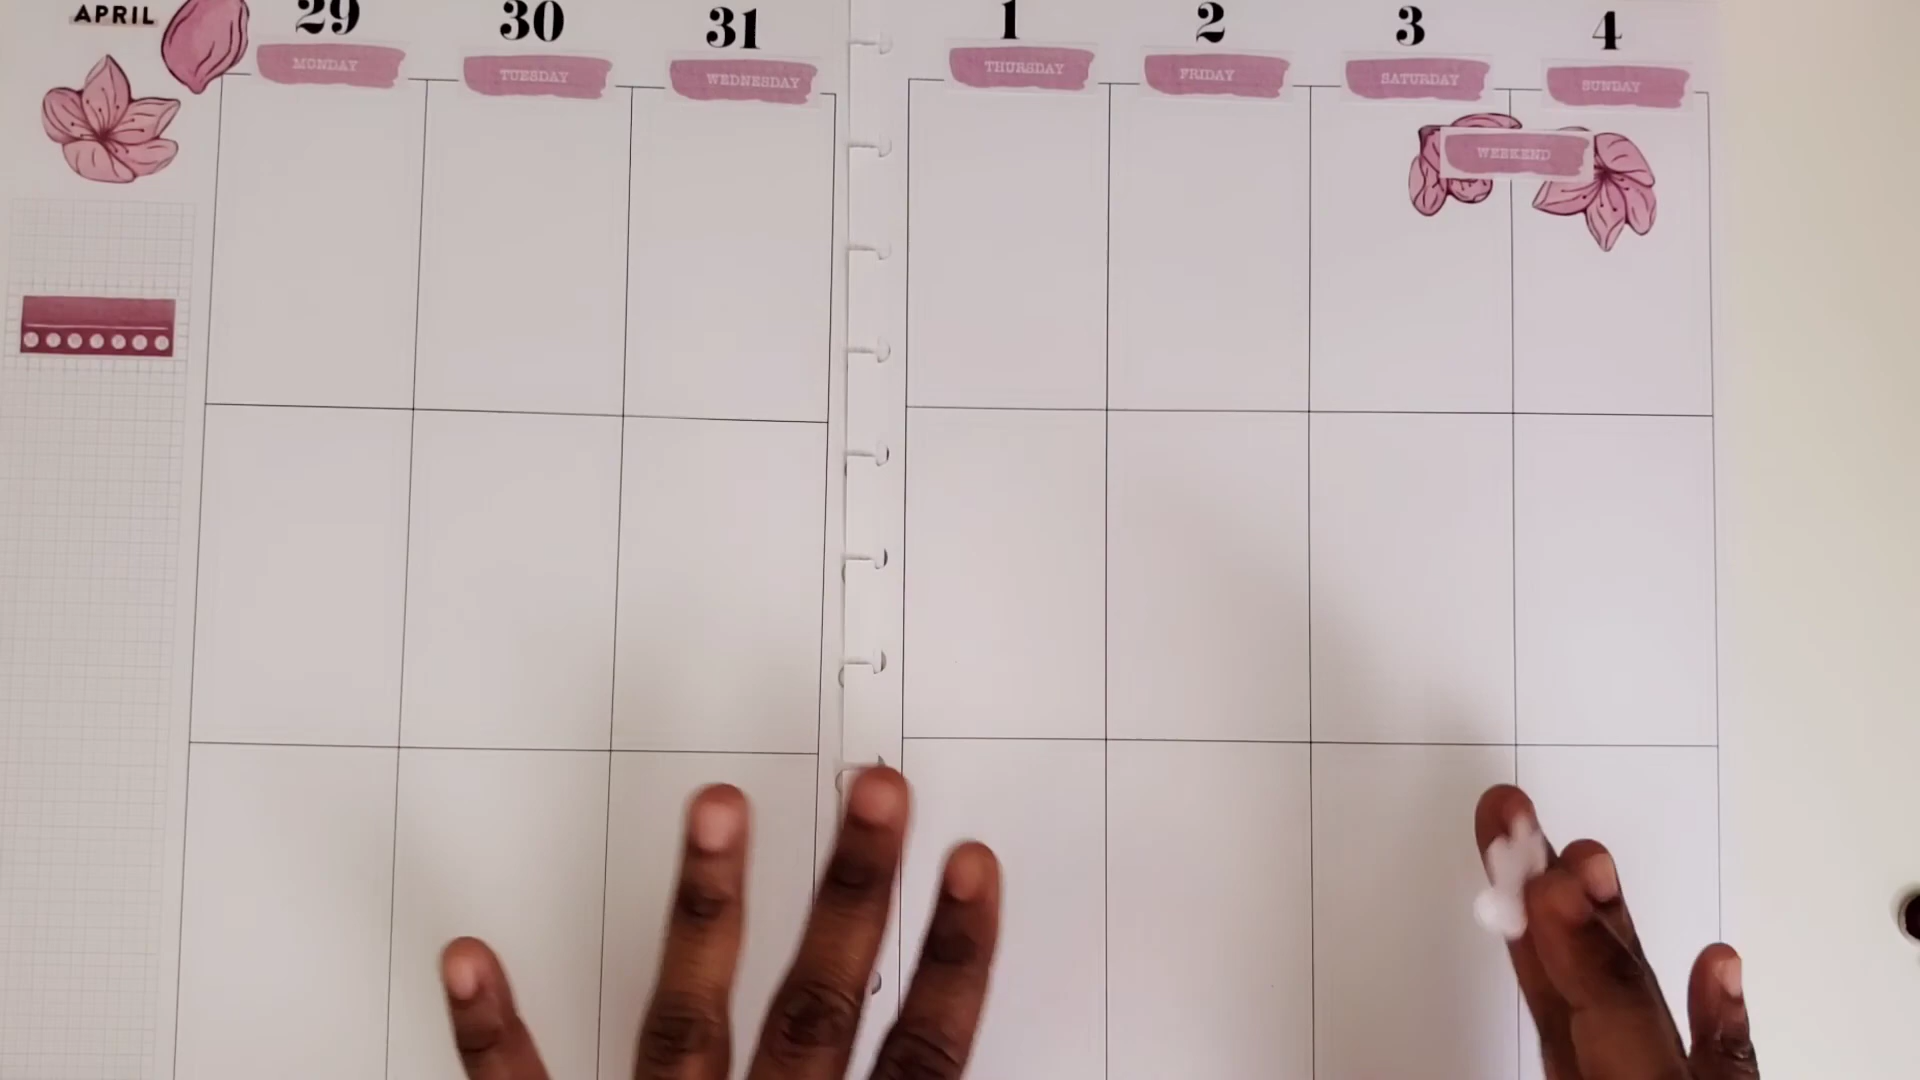 APRIL
29 30 31 1 2 3 4
MONDAY TUESDAY WEDNESDAY THURSDAY FRIDAY SATURDAY SUNDAY
WEEKEND